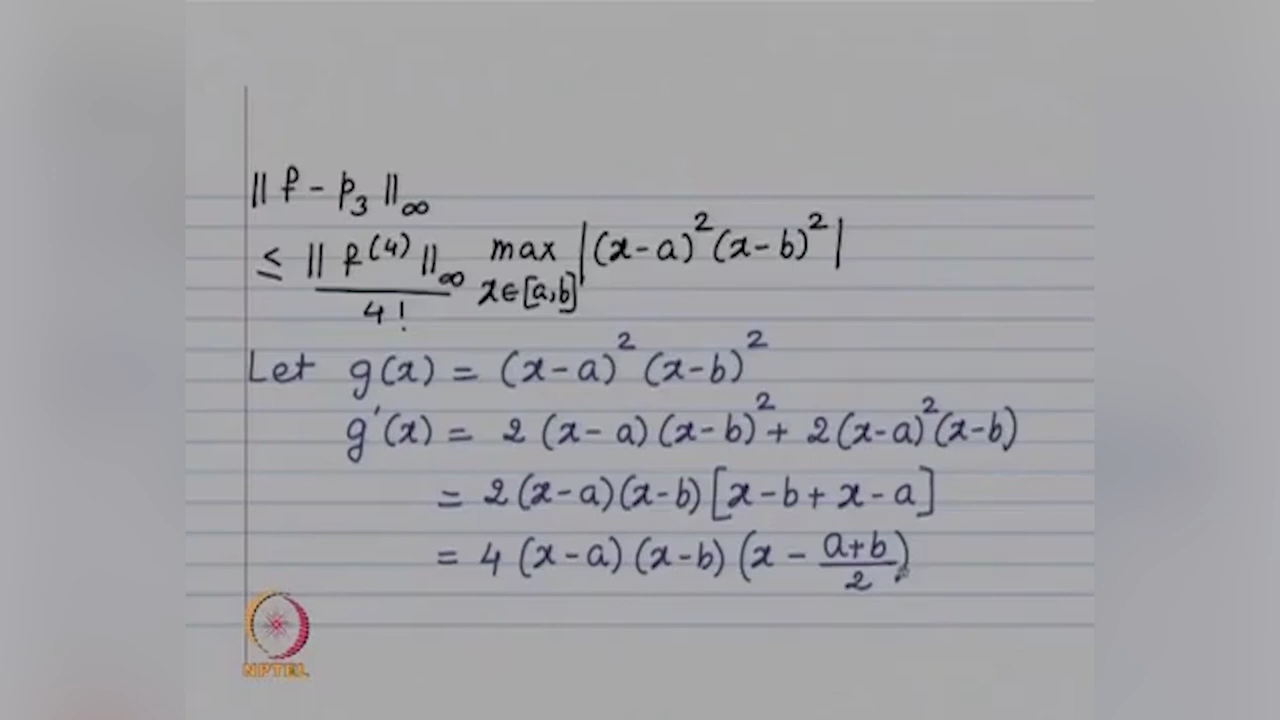 || f - p₃ ||∞
≤ || f⁽⁴⁾ ||∞ / 4! max x∈[a,b] |(x-a)²(x-b)²|
Let g(x) = (x-a)² (x-b)²
g'(x) = 2 (x-a)(x-b)² + 2(x-a)²(x-b)
= 2(x-a)(x-b)[x-b+x-a]
= 4 (x-a)(x-b)(x - (a+b)/2)
NPTEL